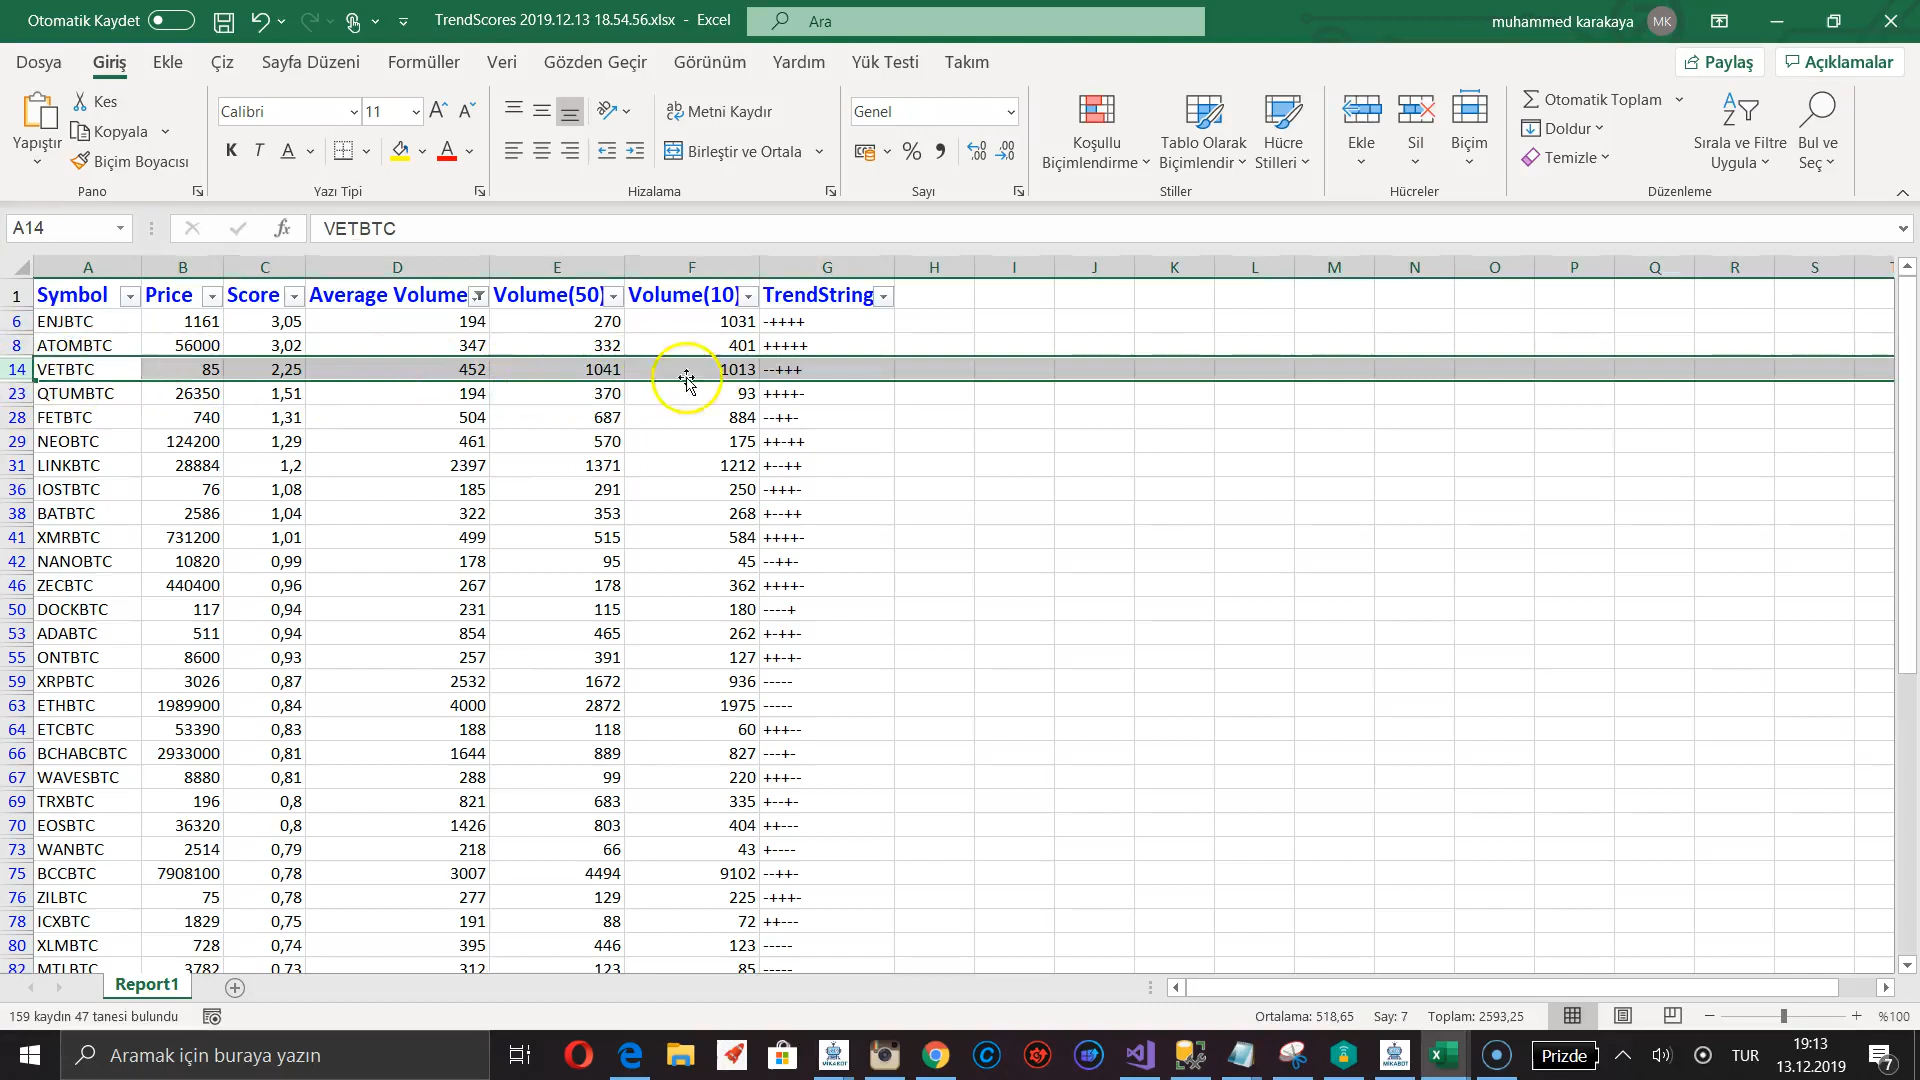 Otomatik Kaydet
TrendScores 2019.12.13 18.54.56.xlsx - Excel
Ara
muhammed karakaya
MK
Dosya Giriş Ekle Çiz Sayfa Düzeni Formüller Veri Gözden Geçir Görünüm Yardım Yük Testi Takım
Paylaş
Açıklamalar
Yapıştır
Kes
Kopyala
Biçim Boyacısı
Pano
Calibri 11
K T A
Yazı Tipi
Metni Kaydır
Birleştir ve Ortala
Hizalama
Genel
Sayı
Koşullu Biçimlendirme
Tablo Olarak Biçimlendir
Hücre Stilleri
Stiller
Ekle
Sil
Biçim
Hücreler
Otomatik Toplam
Doldur
Temizle
Sırala ve Filtre Uygula
Bul ve Seç
Düzenleme
A14
fx
VETBTC
A B C D E F G H I J K L M N O P Q R S
1 Symbol Price Score Average Volume Volume(50) Volume(10) TrendString
6 ENJBTC 1161 3,05 194 270 1031 -++++
8 ATOMBTC 56000 3,02 347 332 401 +++++
14 VETBTC 85 2,25 452 1041 1013 --+++
23 QTUMBTC 26350 1,51 194 370 93 ++++-
28 FETBTC 740 1,31 504 687 884 --++-
29 NEOBTC 124200 1,29 461 570 175 ++-++
31 LINKBTC 28884 1,2 2397 1371 1212 +--++
36 IOSTBTC 76 1,08 185 291 250 -+++-
38 BATBTC 2586 1,04 322 353 268 +--++
41 XMRBTC 731200 1,01 499 515 584 ++++-
42 NANOBTC 10820 0,99 178 95 45 --++-
46 ZECBTC 440400 0,96 267 178 362 ++++-
50 DOCKBTC 117 0,94 231 115 180 ----+
53 ADABTC 511 0,94 854 465 262 +-++-
55 ONTBTC 8600 0,93 257 391 127 ++-+-
59 XRPBTC 3026 0,87 2532 1672 936 -----
63 ETHBTC 1989900 0,84 4000 2872 1975 -----
64 ETCBTC 53390 0,83 188 118 60 +++--
66 BCHABCBTC 2933000 0,81 1644 889 827 ---+-
67 WAVESBTC 8880 0,81 288 99 220 +++--
69 TRXBTC 196 0,8 821 683 335 +--+-
70 EOSBTC 36320 0,8 1426 803 404 ++---
73 WANBTC 2514 0,79 218 66 43 +----
75 BCCBTC 7908100 0,78 3007 4494 9102 --++-
76 ZILBTC 75 0,78 277 129 225 -+++-
78 ICXBTC 1829 0,75 191 88 72 ++---
80 XLMBTC 728 0,74 395 446 123 -----
82 MTLBTC 3782 0,73 312 123 85 -----
Report1
159 kaydın 47 tanesi bulundu
Ortalama: 518,65 Say: 7 Toplam: 2593,25
%100
Aramak için buraya yazın
MIKABOT
MIKABOT
Prizde
TUR
19:13
13.12.2019
7